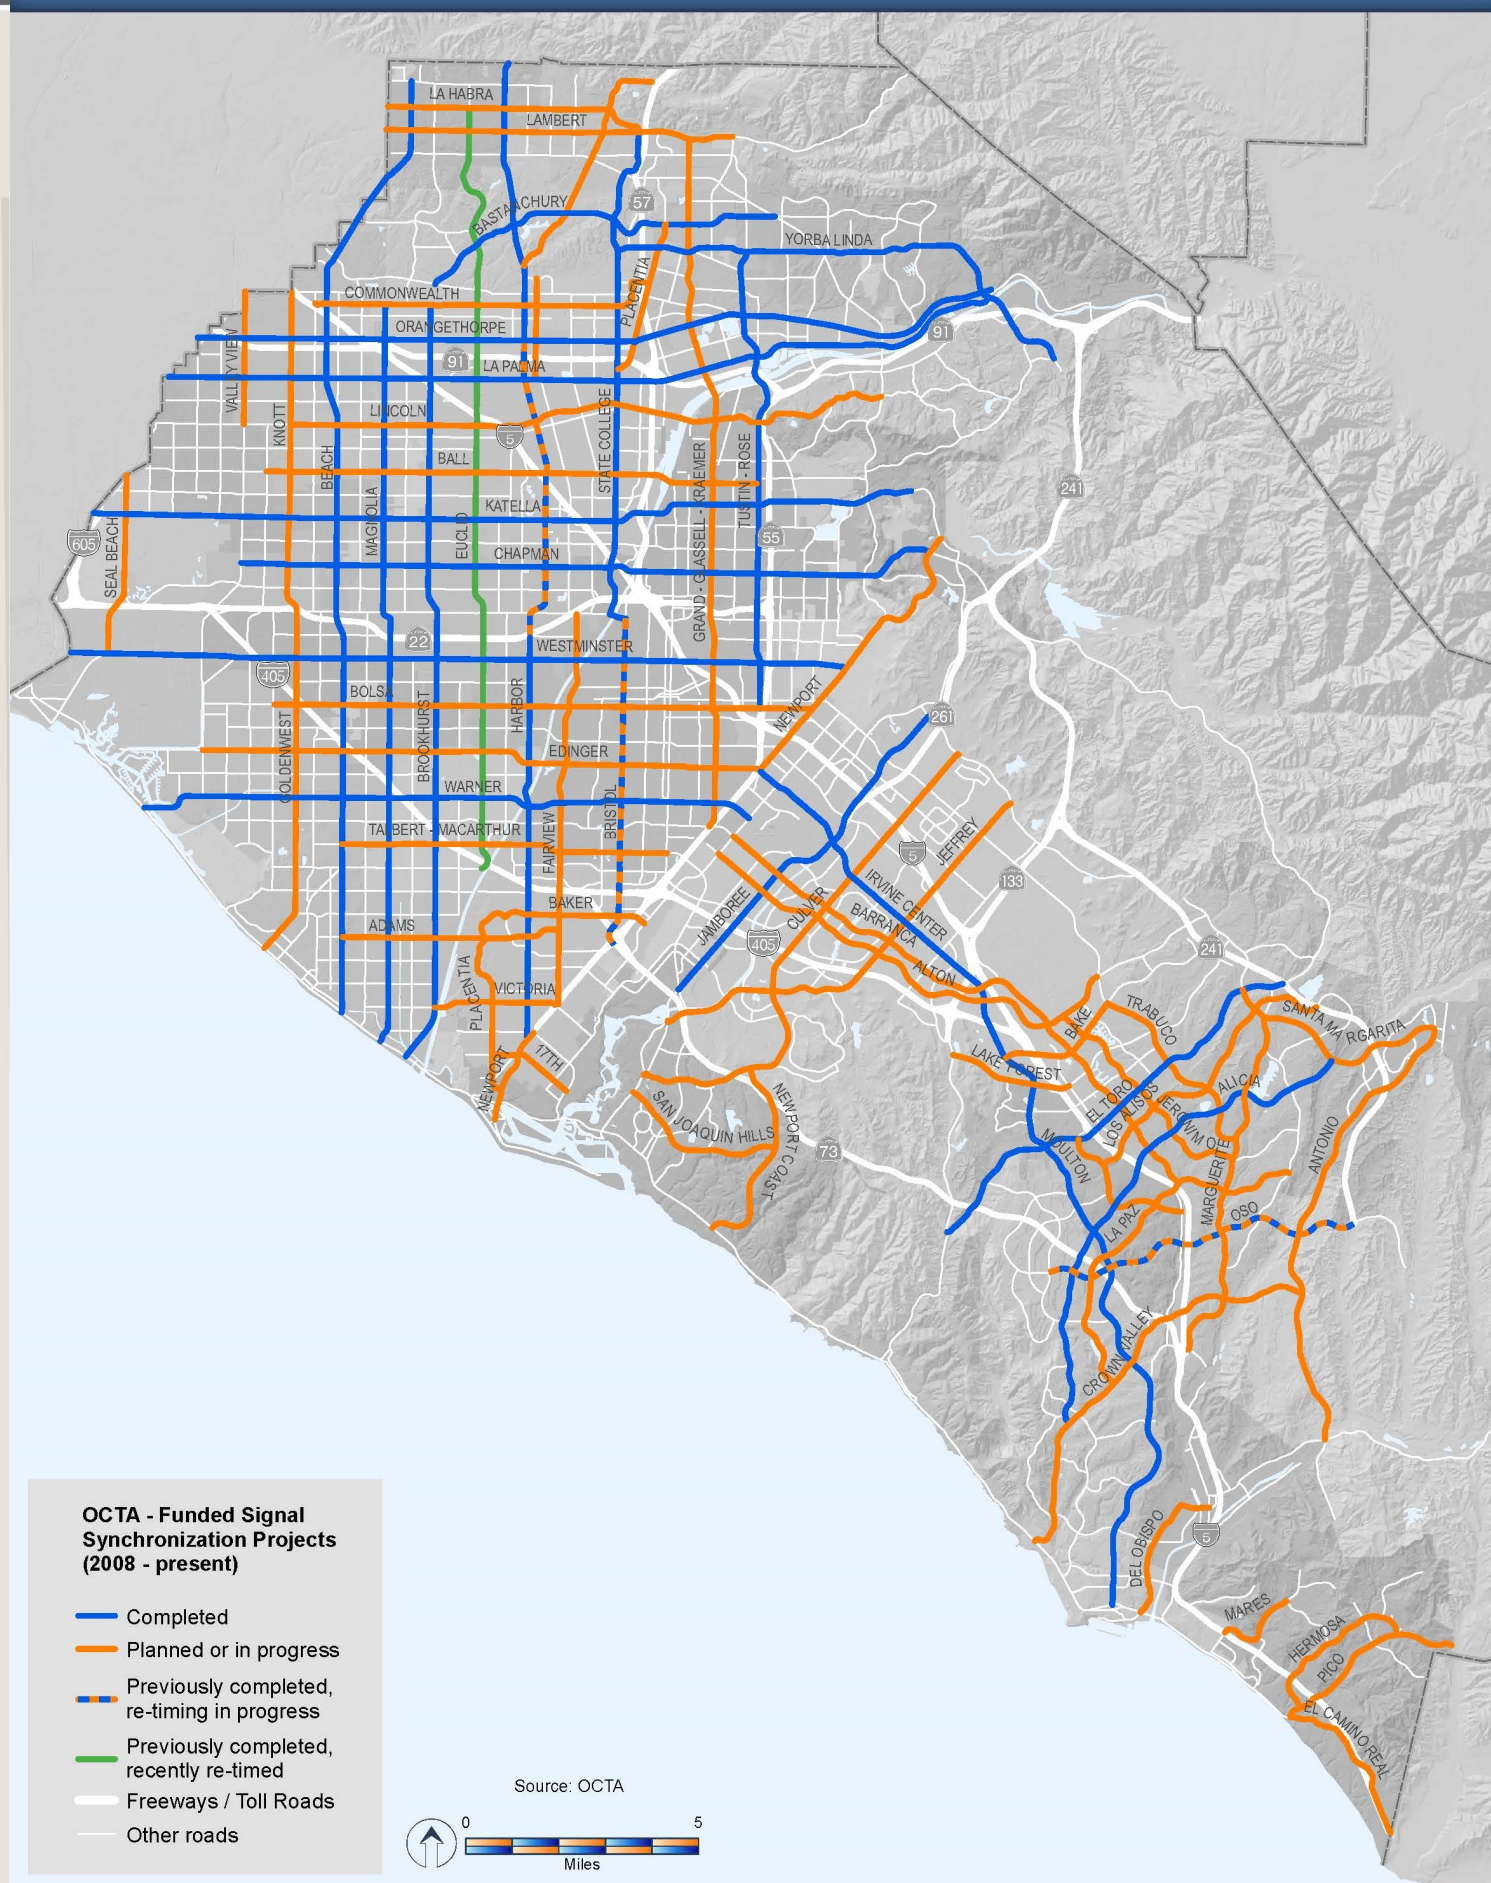 LA HABRA
LAMBERT
57
BASTANCHURY
YORBA LINDA
PLACENTIA
COMMONWEALTH
ORANGETHORPE
91
VALLEY VIEW
91
LA PALMA
LINCOLN
KNOTT
5
STATE COLLEGE
BEACH
BALL
GRAND - GLASSELL - KRAEMER
TUSTIN - ROSE
241
MAGNOLIA
KATELLA
EUCLID
605
SEAL BEACH
55
CHAPMAN
22
WESTMINSTER
405
BOLSA
BROOKHURST
HARBOR
NEWPORT
261
GOLDENWEST
EDINGER
WARNER
BRISTOL
TALBERT - MACARTHUR
FAIRVIEW
5
JEFFREY
133
IRVINE CENTER
BAKER
JAMBOREE
CULVER
BARRANCA
ADAMS
405
241
ALTON
PLACENTIA
VICTORIA
BAKE
TRABUCO
SANTA MARGARITA
NEWPORT
17TH
LAKE FOREST
EL TORO
LOS ALISOS
JERONIMO
ALICIA
SAN JOAQUIN HILLS
NEWPORT COAST
73
MOULTON
MARGUERITE
ANTONIO
LA PAZ
OSO
CROWN VALLEY
DEL OBISPO
5
MARES
HERMOSA
PICO
EL CAMINO REAL
OCTA - Funded Signal
Synchronization Projects
(2008 - present)
Completed
Planned or in progress
Previously completed,
re-timing in progress
Previously completed,
recently re-timed
Freeways / Toll Roads
Other roads
Source: OCTA
0 5
Miles